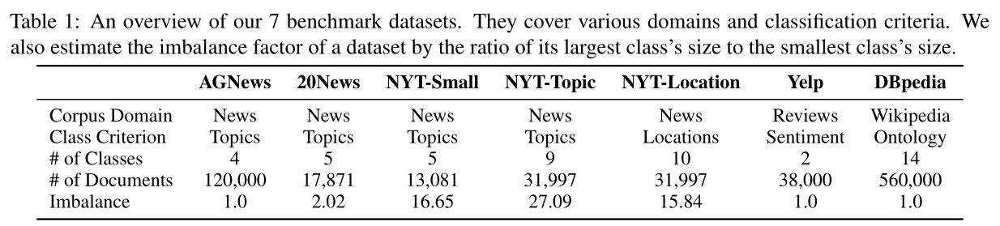 Table 1: An overview of our 7 benchmark datasets. They cover various domains and classification criteria. We
also estimate the imbalance factor of a dataset by the ratio of its largest class's size to the smallest class's size.
AGNews 20News NYT-Small NYT-Topic NYT-Location Yelp DBpedia
Corpus Domain News News News News News Reviews Wikipedia
Class Criterion Topics Topics Topics Topics Locations Sentiment Ontology
# of Classes 4 5 5 9 10 2 14
# of Documents 120,000 17,871 13,081 31,997 31,997 38,000 560,000
Imbalance 1.0 2.02 16.65 27.09 15.84 1.0 1.0